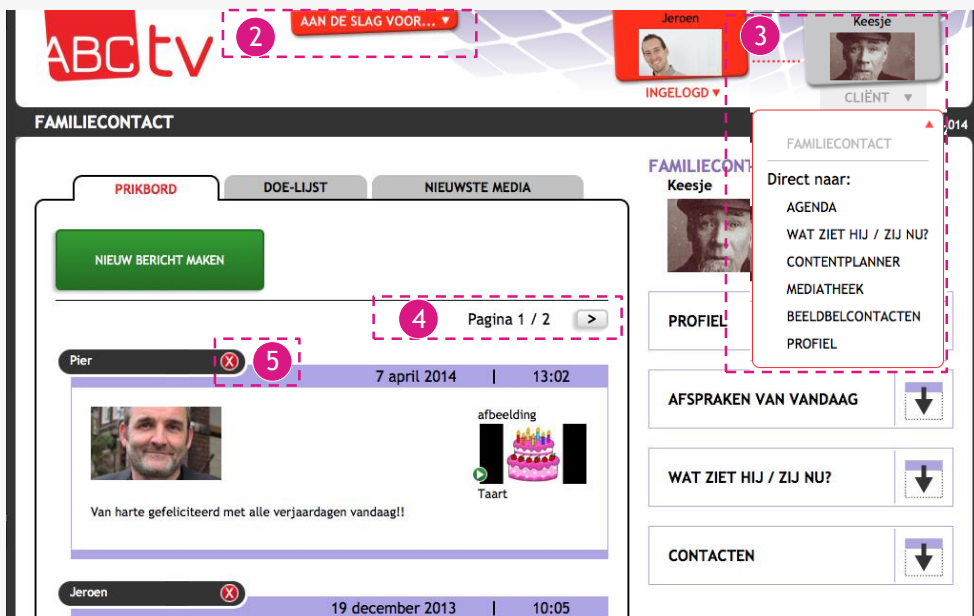 ABCtv
2
AAN DE SLAG VOOR... ▼
Jeroen
INGELOGD ▼
3
Keesje
CLIËNT ▼
FAMILIECONTACT
014
FAMILIECONTACT
Direct naar:
AGENDA
WAT ZIET HIJ / ZIJ NU?
CONTENTPLANNER
MEDIATHEEK
BEELDBELCONTACTEN
PROFIEL
PRIKBORD
DOE-LIJST
NIEUWSTE MEDIA
NIEUW BERICHT MAKEN
4
Pagina 1 / 2 >
Pier X
5
7 april 2014 | 13:02
afbeelding
Taart
Van harte gefeliciteerd met alle verjaardagen vandaag!!
Jeroen X
19 december 2013 | 10:05
FAMILIECONT
Keesje
PROFIEL
AFSPRAKEN VAN VANDAAG
WAT ZIET HIJ / ZIJ NU?
CONTACTEN